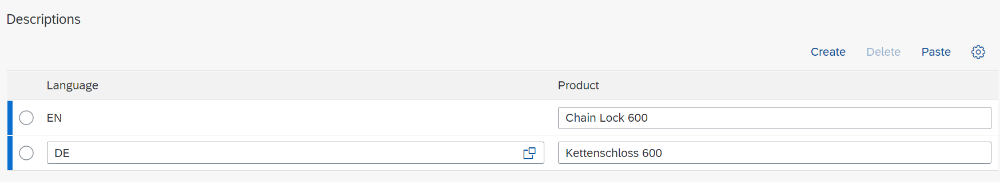 Descriptions
Create Delete Paste
Language Product
EN Chain Lock 600
DE Kettenschloss 600